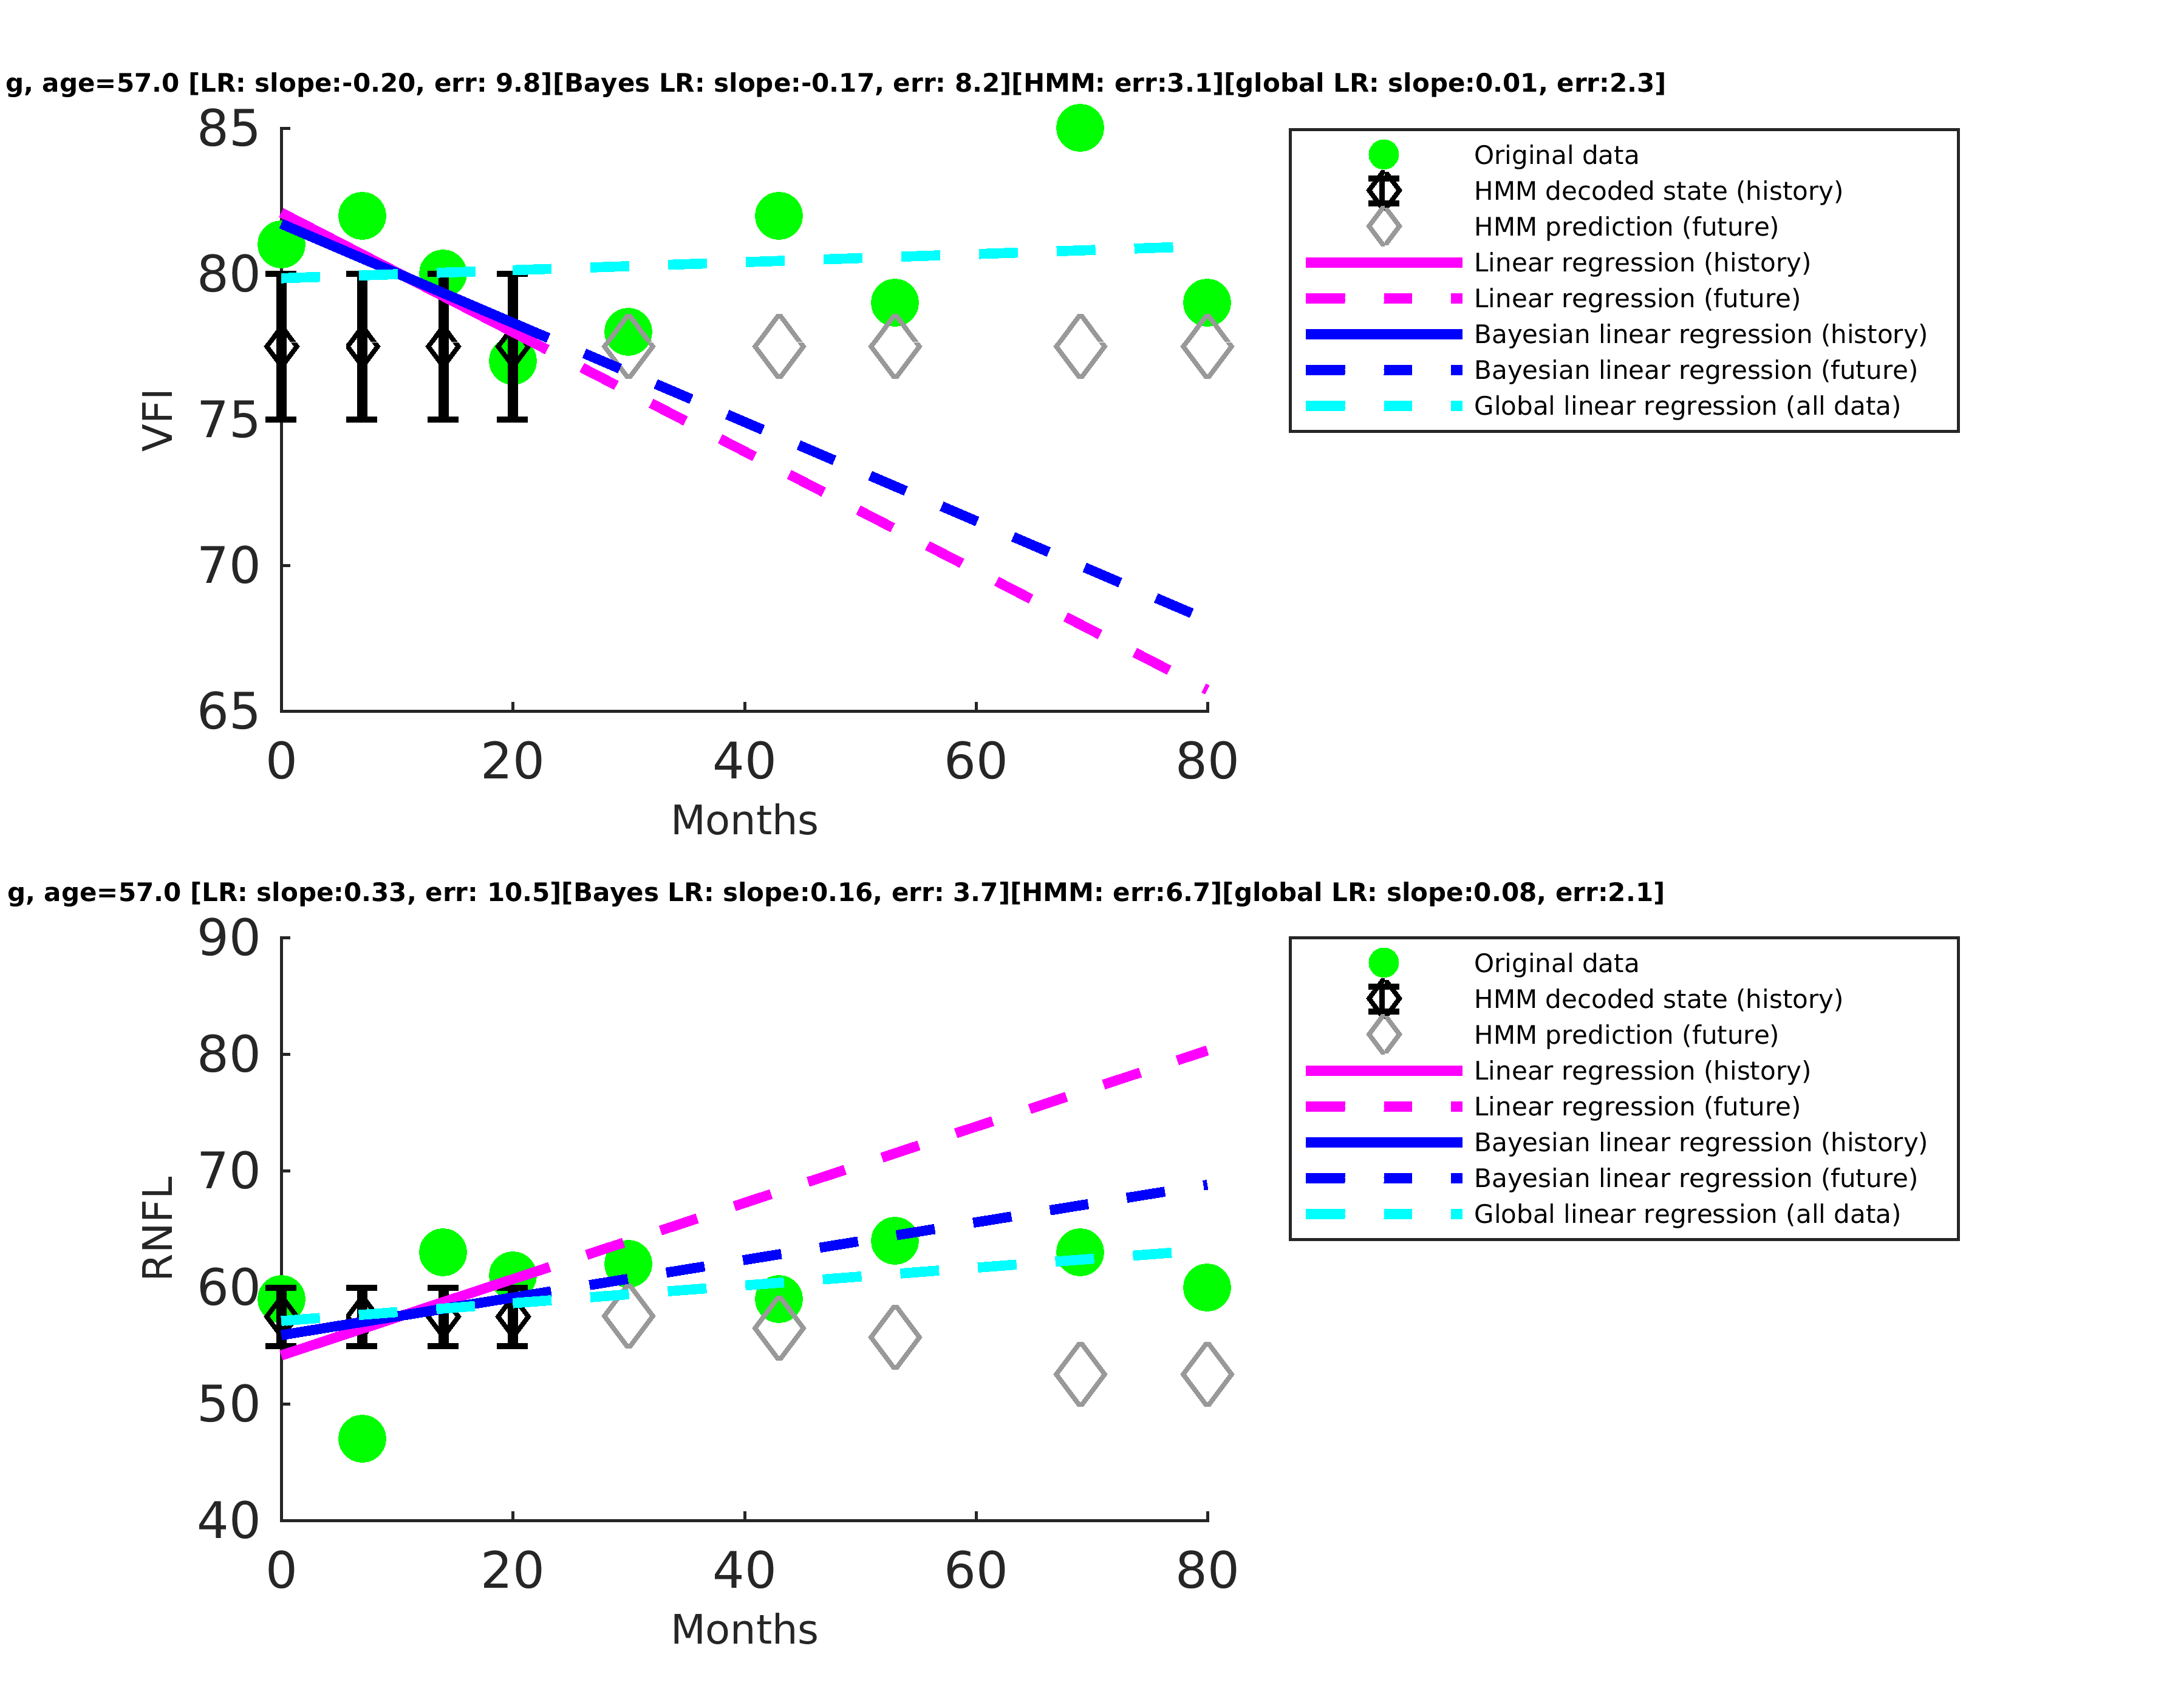 g, age=57.0 [LR: slope:-0.20, err: 9.8][Bayes LR: slope:-0.17, err: 8.2][HMM: err:3.1][global LR: slope:0.01, err:2.3]
85
80
75
70
65
VFI
0 20 40 60 80
Months
Original data
HMM decoded state (history)
HMM prediction (future)
Linear regression (history)
Linear regression (future)
Bayesian linear regression (history)
Bayesian linear regression (future)
Global linear regression (all data)
g, age=57.0 [LR: slope:0.33, err: 10.5][Bayes LR: slope:0.16, err: 3.7][HMM: err:6.7][global LR: slope:0.08, err:2.1]
90
80
70
60
50
40
RNFL
0 20 40 60 80
Months
Original data
HMM decoded state (history)
HMM prediction (future)
Linear regression (history)
Linear regression (future)
Bayesian linear regression (history)
Bayesian linear regression (future)
Global linear regression (all data)